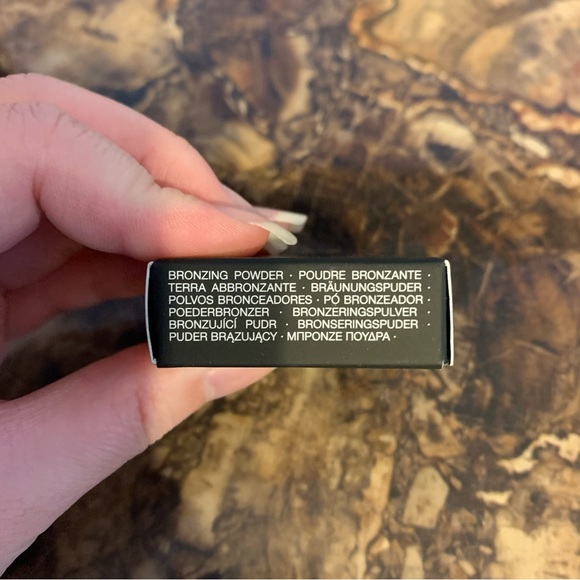 BRONZING POWDER · POUDRE BRONZANTE ·
TERRA ABBRONZANTE · BRÄUNUNGSPUDER ·
POLVOS BRONCEADORES · PÓ BRONZEADOR ·
POEDERBRONZER · BRONZERINGSPULVER ·
BRONZUJÍCÍ PUDR · BRONSERINGSPUDER ·
PUDER BRĄZUJĄCY · ΜΠΡΟΝΖΕ ΠΟΥΔΡΑ ·